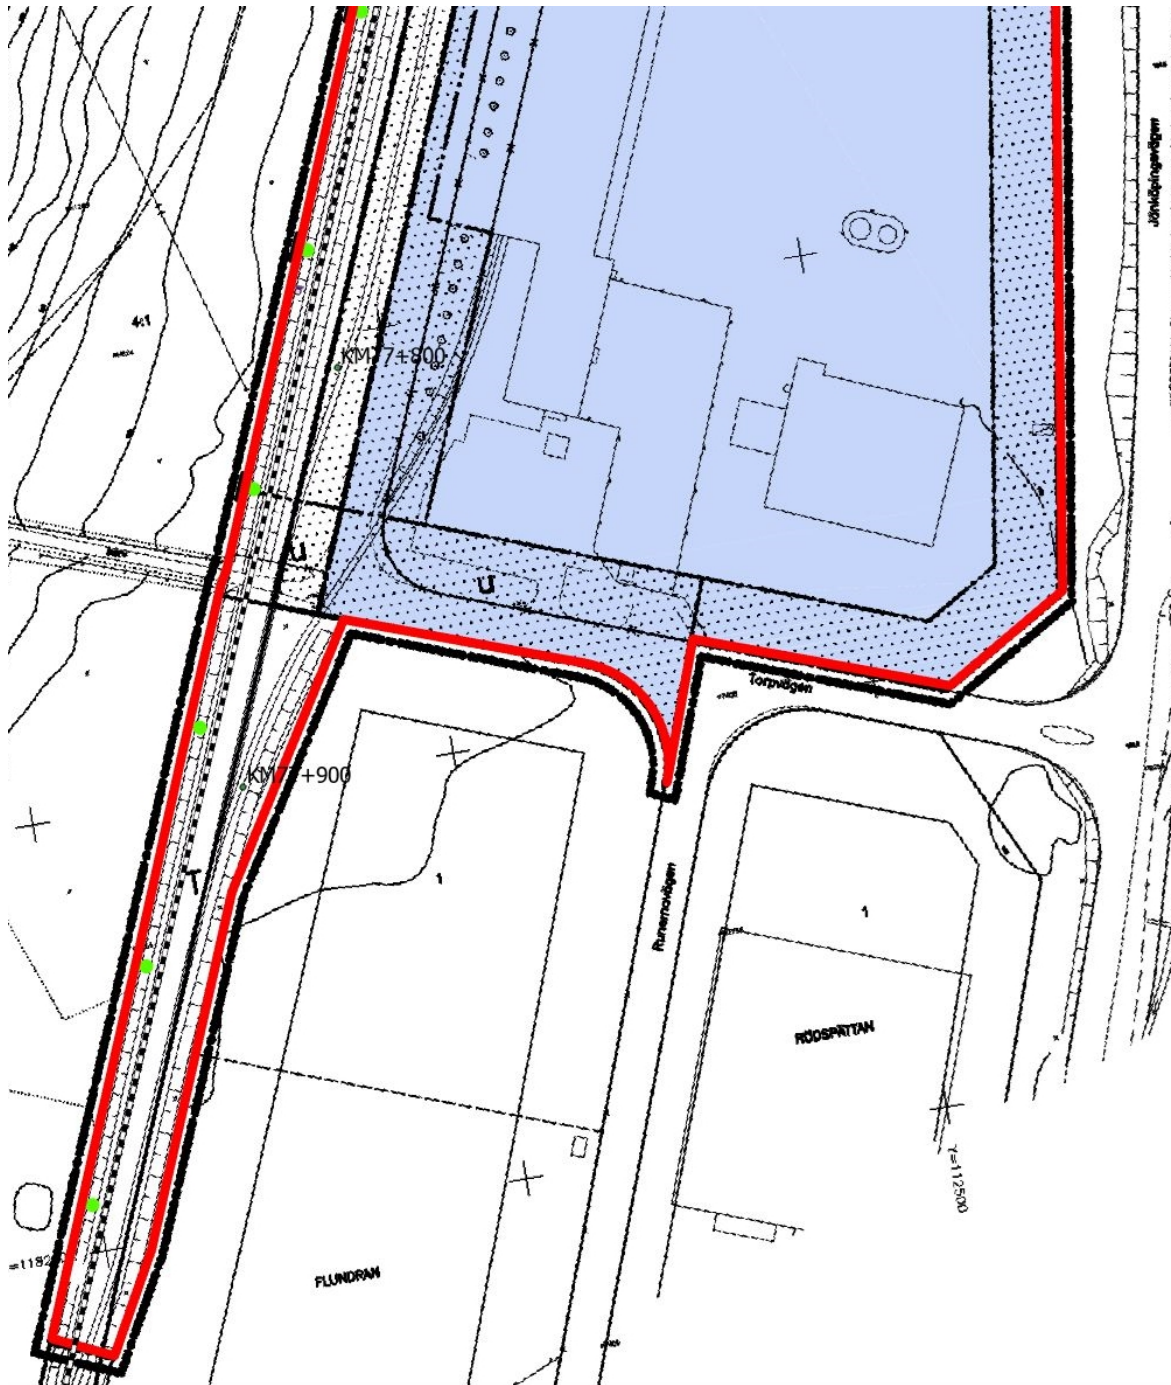 Jönköpingsvägen
4:1
KM77+800
u
u
Torpvägen
KM77+900
T
1
Runemovägen
1
RÖDSPÄTTAN
Y=112500
FLUNDRAN